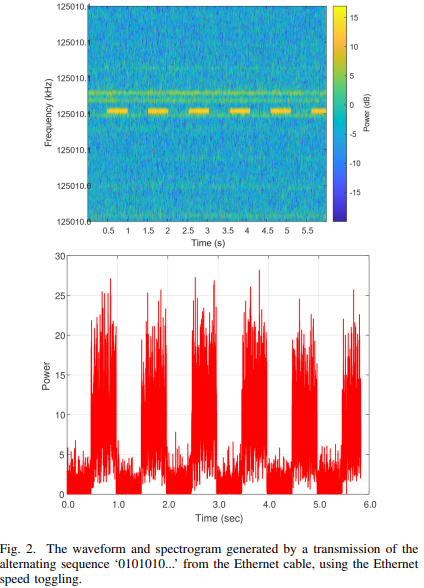 125010.1
125010.1
125010.1
125010.1
125010.1
125010.0
125010.0
Frequency (kHz)
0.5 1 1.5 2 2.5 3 3.5 4 4.5 5 5.5
Time (s)
15
10
5
0
-5
-10
-15
Power (dB)
30
25
20
15
10
5
0
Power
0.0 1.0 2.0 3.0 4.0 5.0 6.0
Time (sec)
Fig. 2. The waveform and spectrogram generated by a transmission of the
alternating sequence ‘0101010...’ from the Ethernet cable, using the Ethernet
speed toggling.